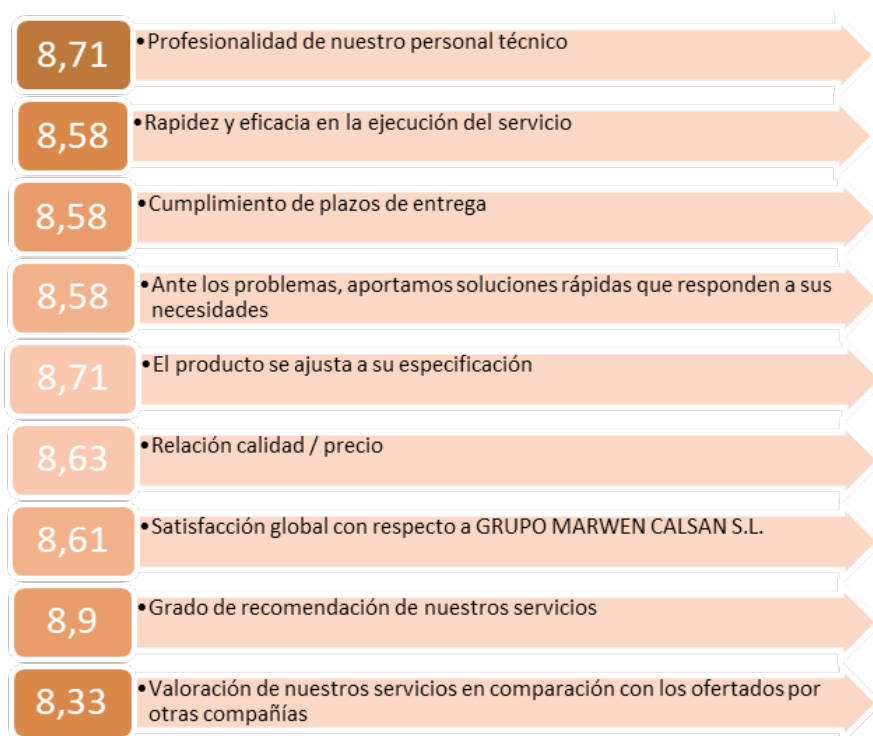 8,71
•Profesionalidad de nuestro personal técnico
8,58
•Rapidez y eficacia en la ejecución del servicio
8,58
•Cumplimiento de plazos de entrega
8,58
•Ante los problemas, aportamos soluciones rápidas que responden a sus
necesidades
8,71
•El producto se ajusta a su especificación
8,63
•Relación calidad / precio
8,61
•Satisfacción global con respecto a GRUPO MARWEN CALSAN S.L.
8,9
•Grado de recomendación de nuestros servicios
8,33
•Valoración de nuestros servicios en comparación con los ofertados por
otras compañías